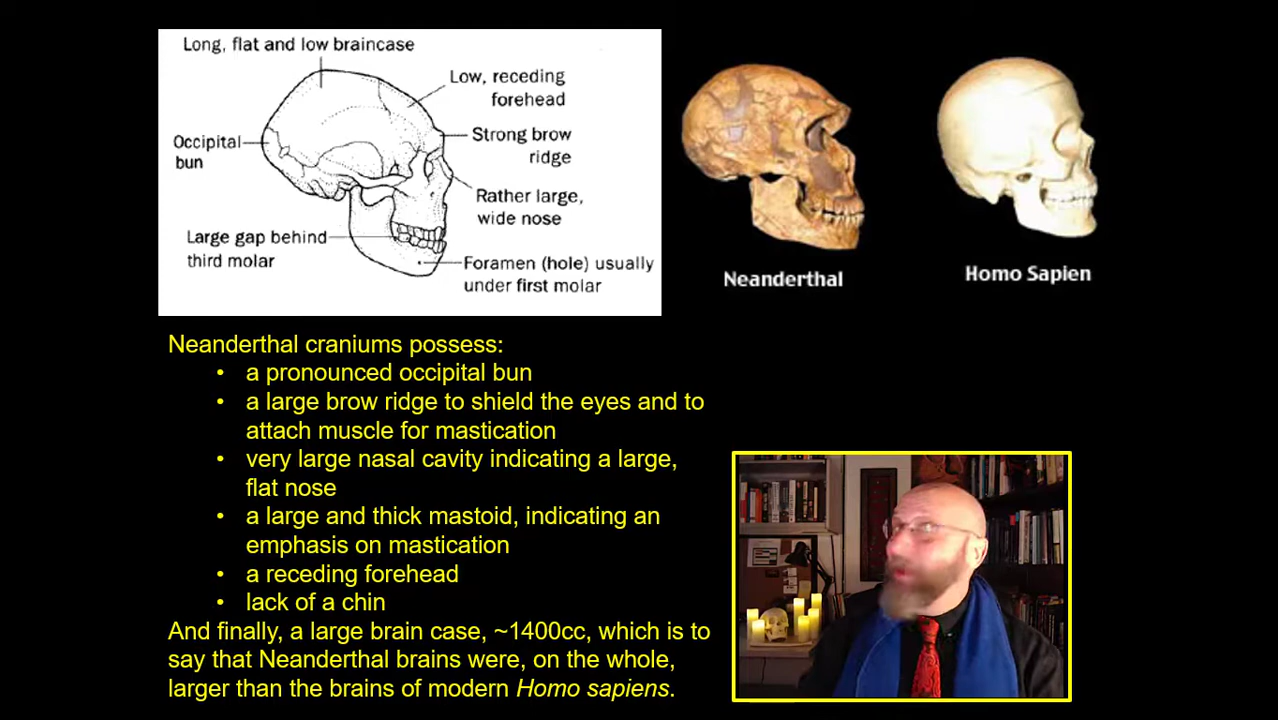 Long, flat and low braincase
Low, receding
forehead
Strong brow
ridge
Occipital
bun
Rather large,
wide nose
Large gap behind
third molar
Foramen (hole) usually
under first molar
Neanderthal
Homo Sapien
Neanderthal craniums possess:
• a pronounced occipital bun
• a large brow ridge to shield the eyes and to
attach muscle for mastication
• very large nasal cavity indicating a large,
flat nose
• a large and thick mastoid, indicating an
emphasis on mastication
• a receding forehead
• lack of a chin
And finally, a large brain case, ~1400cc, which is to
say that Neanderthal brains were, on the whole,
larger than the brains of modern Homo sapiens.